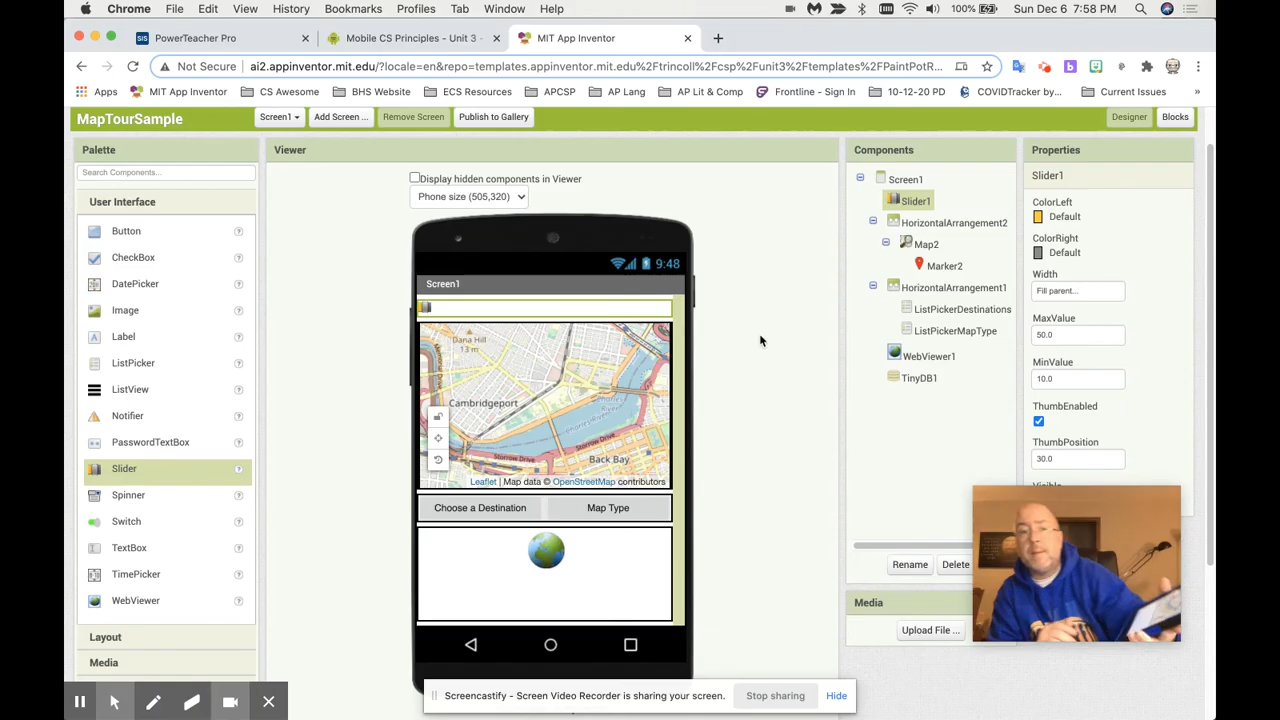 Chrome File Edit View History Bookmarks Profiles Tab Window Help 100% Sun Dec 6 7:58 PM
SIS PowerTeacher Pro × Mobile CS Principles - Unit 3 - × MIT App Inventor × +
Not Secure ai2.appinventor.mit.edu/?locale=en&repo=templates.appinventor.mit.edu%2Ftrincoll%2Fcsp%2Funit3%2Ftemplates%2FPaintPotR...
Apps MIT App Inventor CS Awesome BHS Website ECS Resources APCSP AP Lang AP Lit & Comp Frontline - Sign In 10-12-20 PD COVIDTracker by... Current Issues »
MapTourSample Screen1 Add Screen ... Remove Screen Publish to Gallery Designer Blocks
Palette
Search Components...
User Interface
Button ?
CheckBox ?
DatePicker ?
Image ?
Label ?
ListPicker ?
ListView ?
Notifier ?
PasswordTextBox ?
Slider ?
Spinner ?
Switch ?
TextBox ?
TimePicker ?
WebViewer ?
Layout
Media
Viewer
Display hidden components in Viewer
Phone size (505,320)
9:48
Screen1
Dana Hill
13 m
Cambridgeport
Charles River
Storrow Drive
Storrow Drive
Back Bay
Leaflet | Map data © OpenStreetMap contributors
Choose a Destination Map Type
Components
Screen1
Slider1
HorizontalArrangement2
Map2
Marker2
HorizontalArrangement1
ListPickerDestinations
ListPickerMapType
WebViewer1
TinyDB1
Rename Delete
Media
Upload File ...
Properties
Slider1
ColorLeft
Default
ColorRight
Default
Width
Fill parent...
MaxValue
50.0
MinValue
10.0
ThumbEnabled
ThumbPosition
30.0
Visible
Screencastify - Screen Video Recorder is sharing your screen. Stop sharing Hide